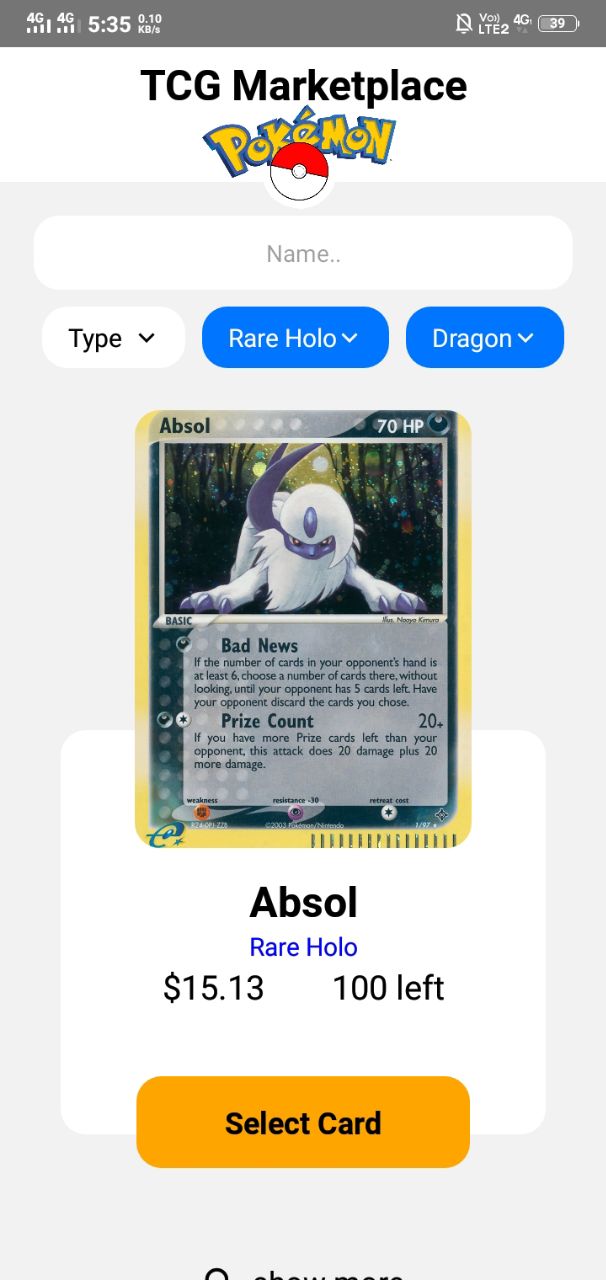 4G 4G 5:35 0.10 KB/s Vo)) LTE2 4G 39
TCG Marketplace
POKéMON
Name..
Type Rare Holo Dragon
Absol 70 HP
BASIC Illus. Naoyo Kimura
Bad News
If the number of cards in your opponent's hand is
at least 6, choose a number of cards there, without
looking, until your opponent has 5 cards left. Have
your opponent discard the cards you chose.
Prize Count 20+
If you have more Prize cards left than your
opponent, this attack does 20 damage plus 20
more damage.
weakness resistance -30 retreat cost
©2003 Pokémon/Nintendo 1/97
e
Absol
Rare Holo
$15.13 100 left
Select Card
show more